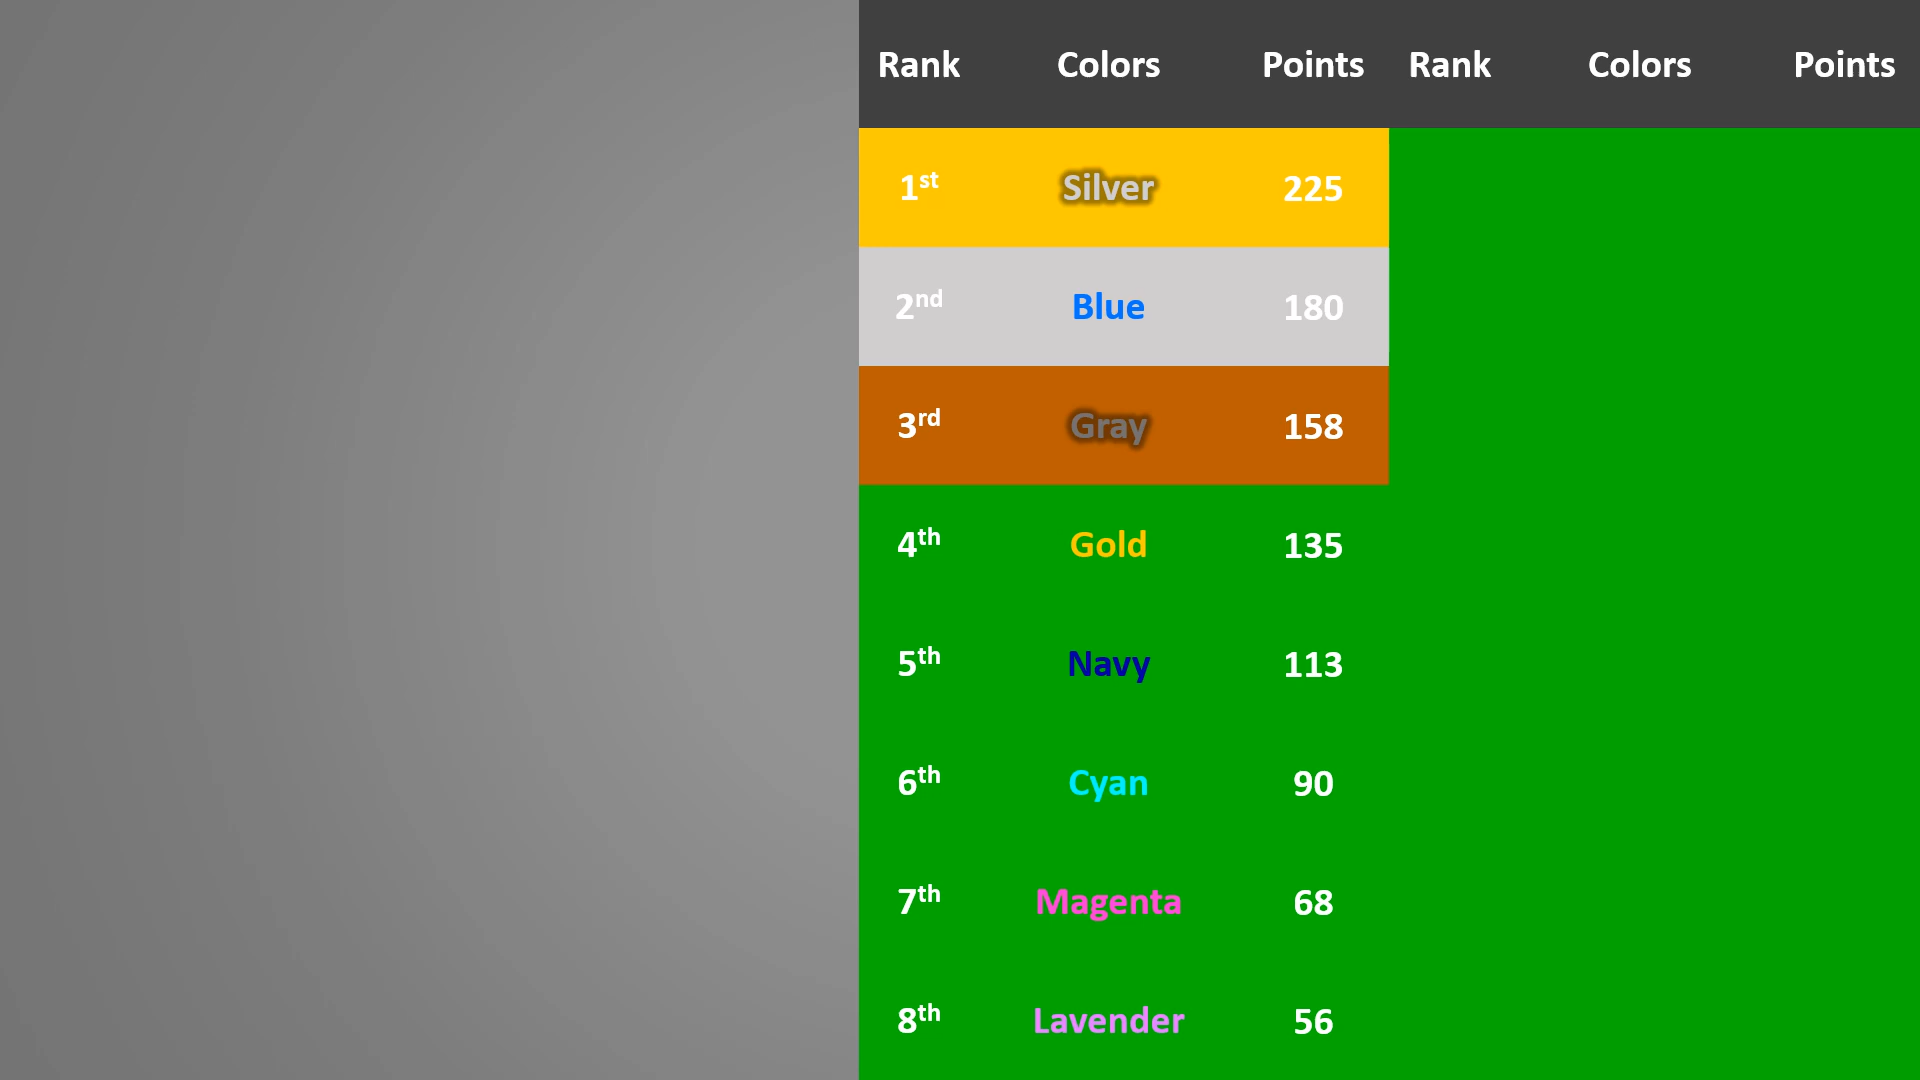 Rank Colors Points Rank Colors Points
1st Silver 225
2nd Blue 180
3rd Gray 158
4th Gold 135
5th Navy 113
6th Cyan 90
7th Magenta 68
8th Lavender 56